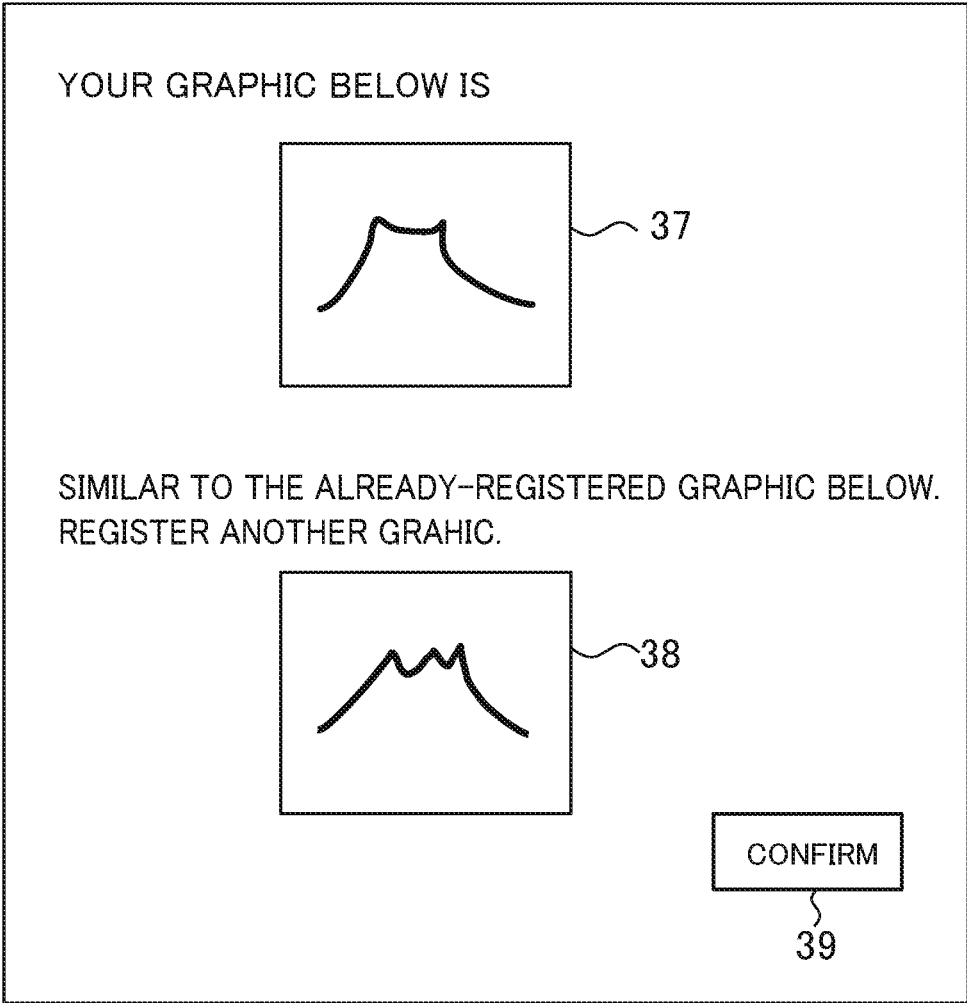 YOUR GRAPHIC BELOW IS
37
SIMILAR TO THE ALREADY-REGISTERED GRAPHIC BELOW.
REGISTER ANOTHER GRAHIC.
38
CONFIRM
39